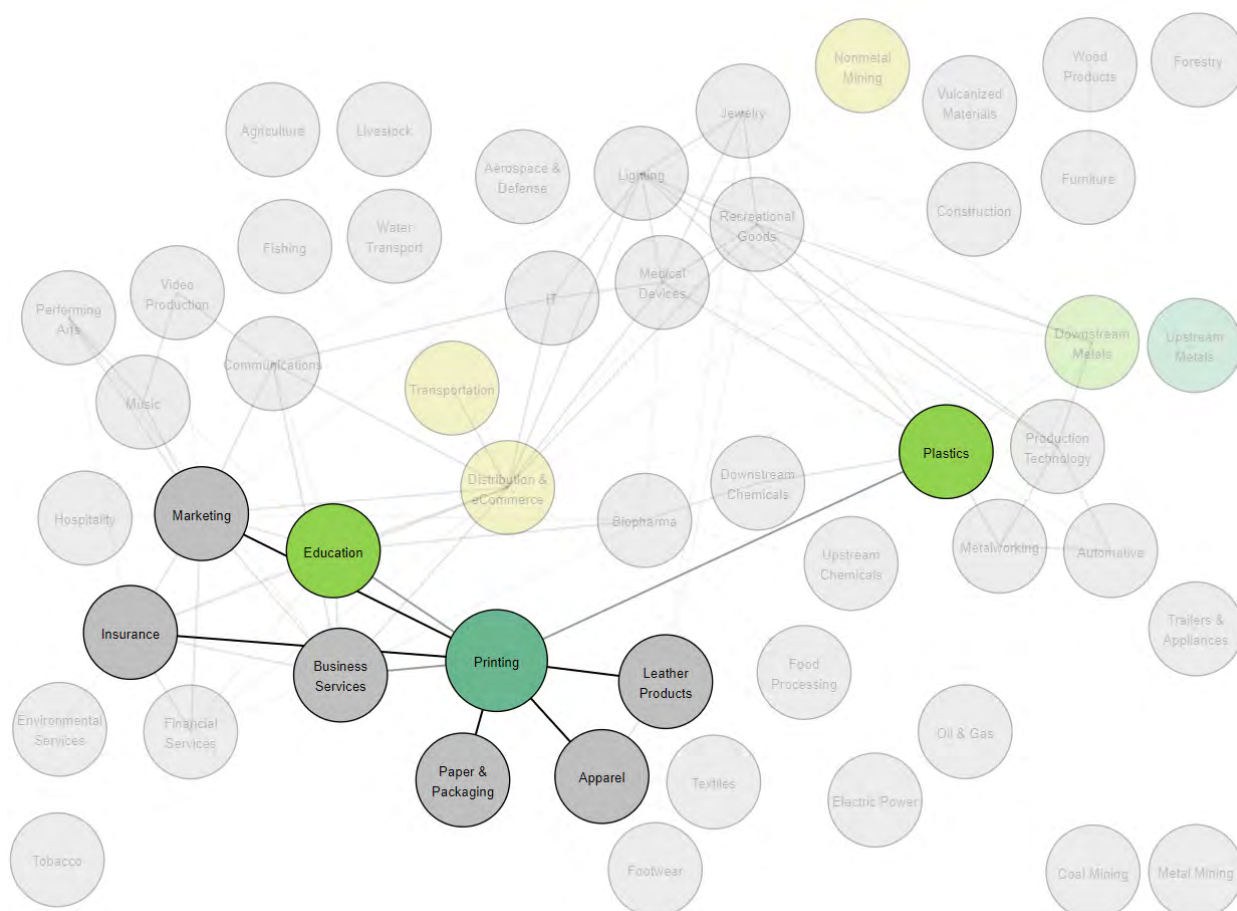 Nonmetal
Mining
Wood
Products
Forestry
Vulcanized
Materials
Jewelry
Agriculture
Livestock
Aerospace &
Defense
Lighting
Furniture
Construction
Recreational
Goods
Water
Transport
Fishing
Video
Production
Medical
Devices
IT
Performing
Arts
Communications
Downstream
Metals
Upstream
Metals
Transportation
Music
Production
Technology
Plastics
Distribution &
eCommerce
Downstream
Chemicals
Marketing
Hospitality
Biopharma
Education
Metalworking
Automotive
Upstream
Chemicals
Insurance
Trailers &
Appliances
Printing
Business
Services
Leather
Products
Food
Processing
Environmental
Services
Financial
Services
Oil & Gas
Paper &
Packaging
Apparel
Textiles
Electric Power
Tobacco
Footwear
Coal Mining
Metal Mining